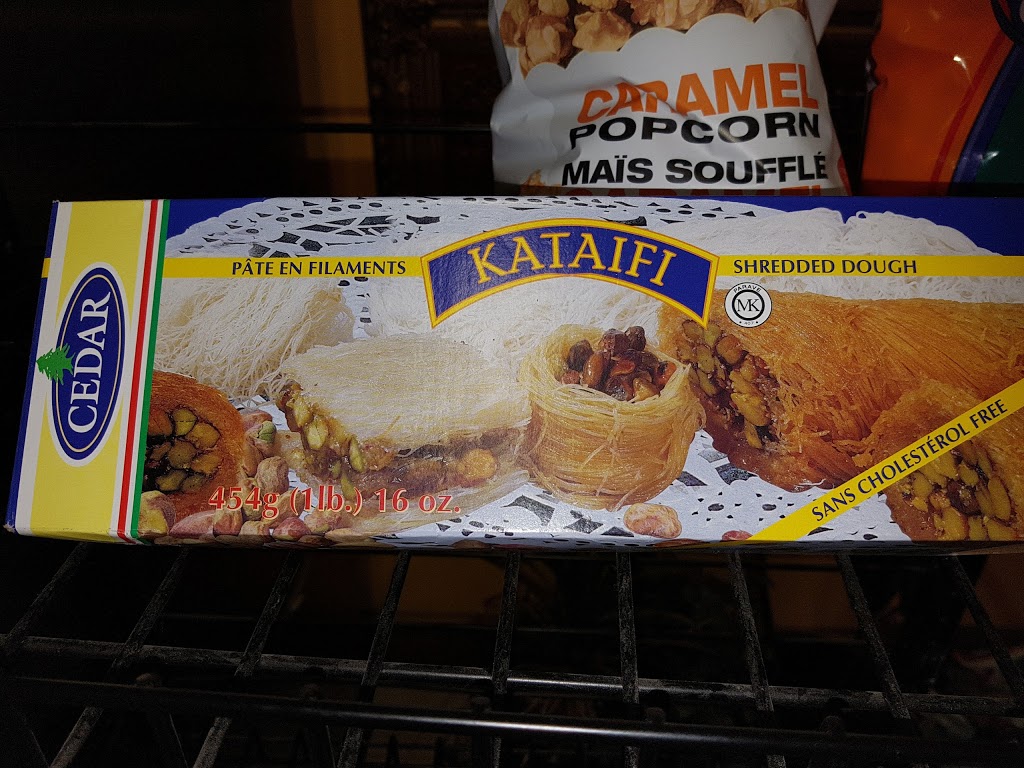 CARAMEL
POPCORN
MAÏS SOUFFLÉ
KATAIFI
PÂTE EN FILAMENTS
SHREDDED DOUGH
PARAVE
MK
CEDAR
454g (1lb.) 16 oz.
SANS CHOLESTÉROL FREE